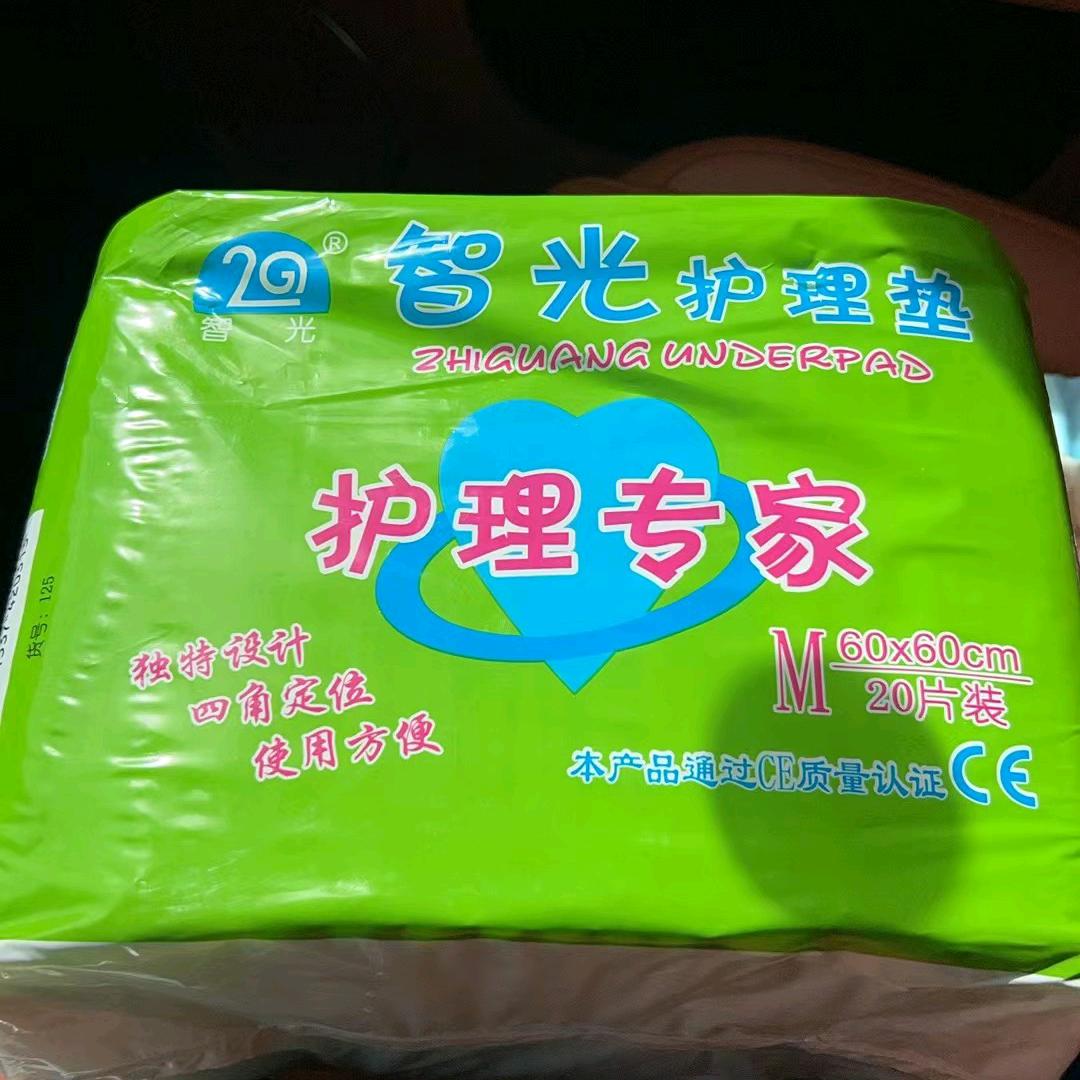 ZG®
智光
智光护理垫
ZHIGUANG UNDERPAD
护理专家
独特设计
四角定位
使用方便
M 60x60cm
20片装
本产品通过CE质量认证 CE
货号:125